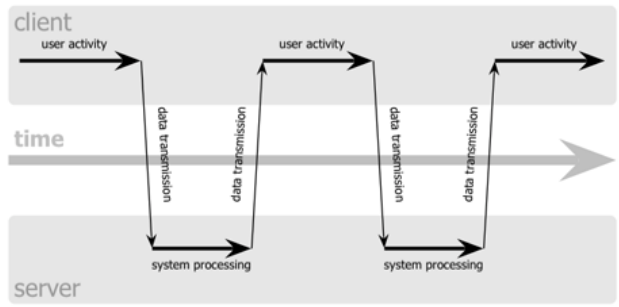 client
user activity
user activity
user activity
time
data transmission
data transmission
data transmission
data transmission
system processing
system processing
server